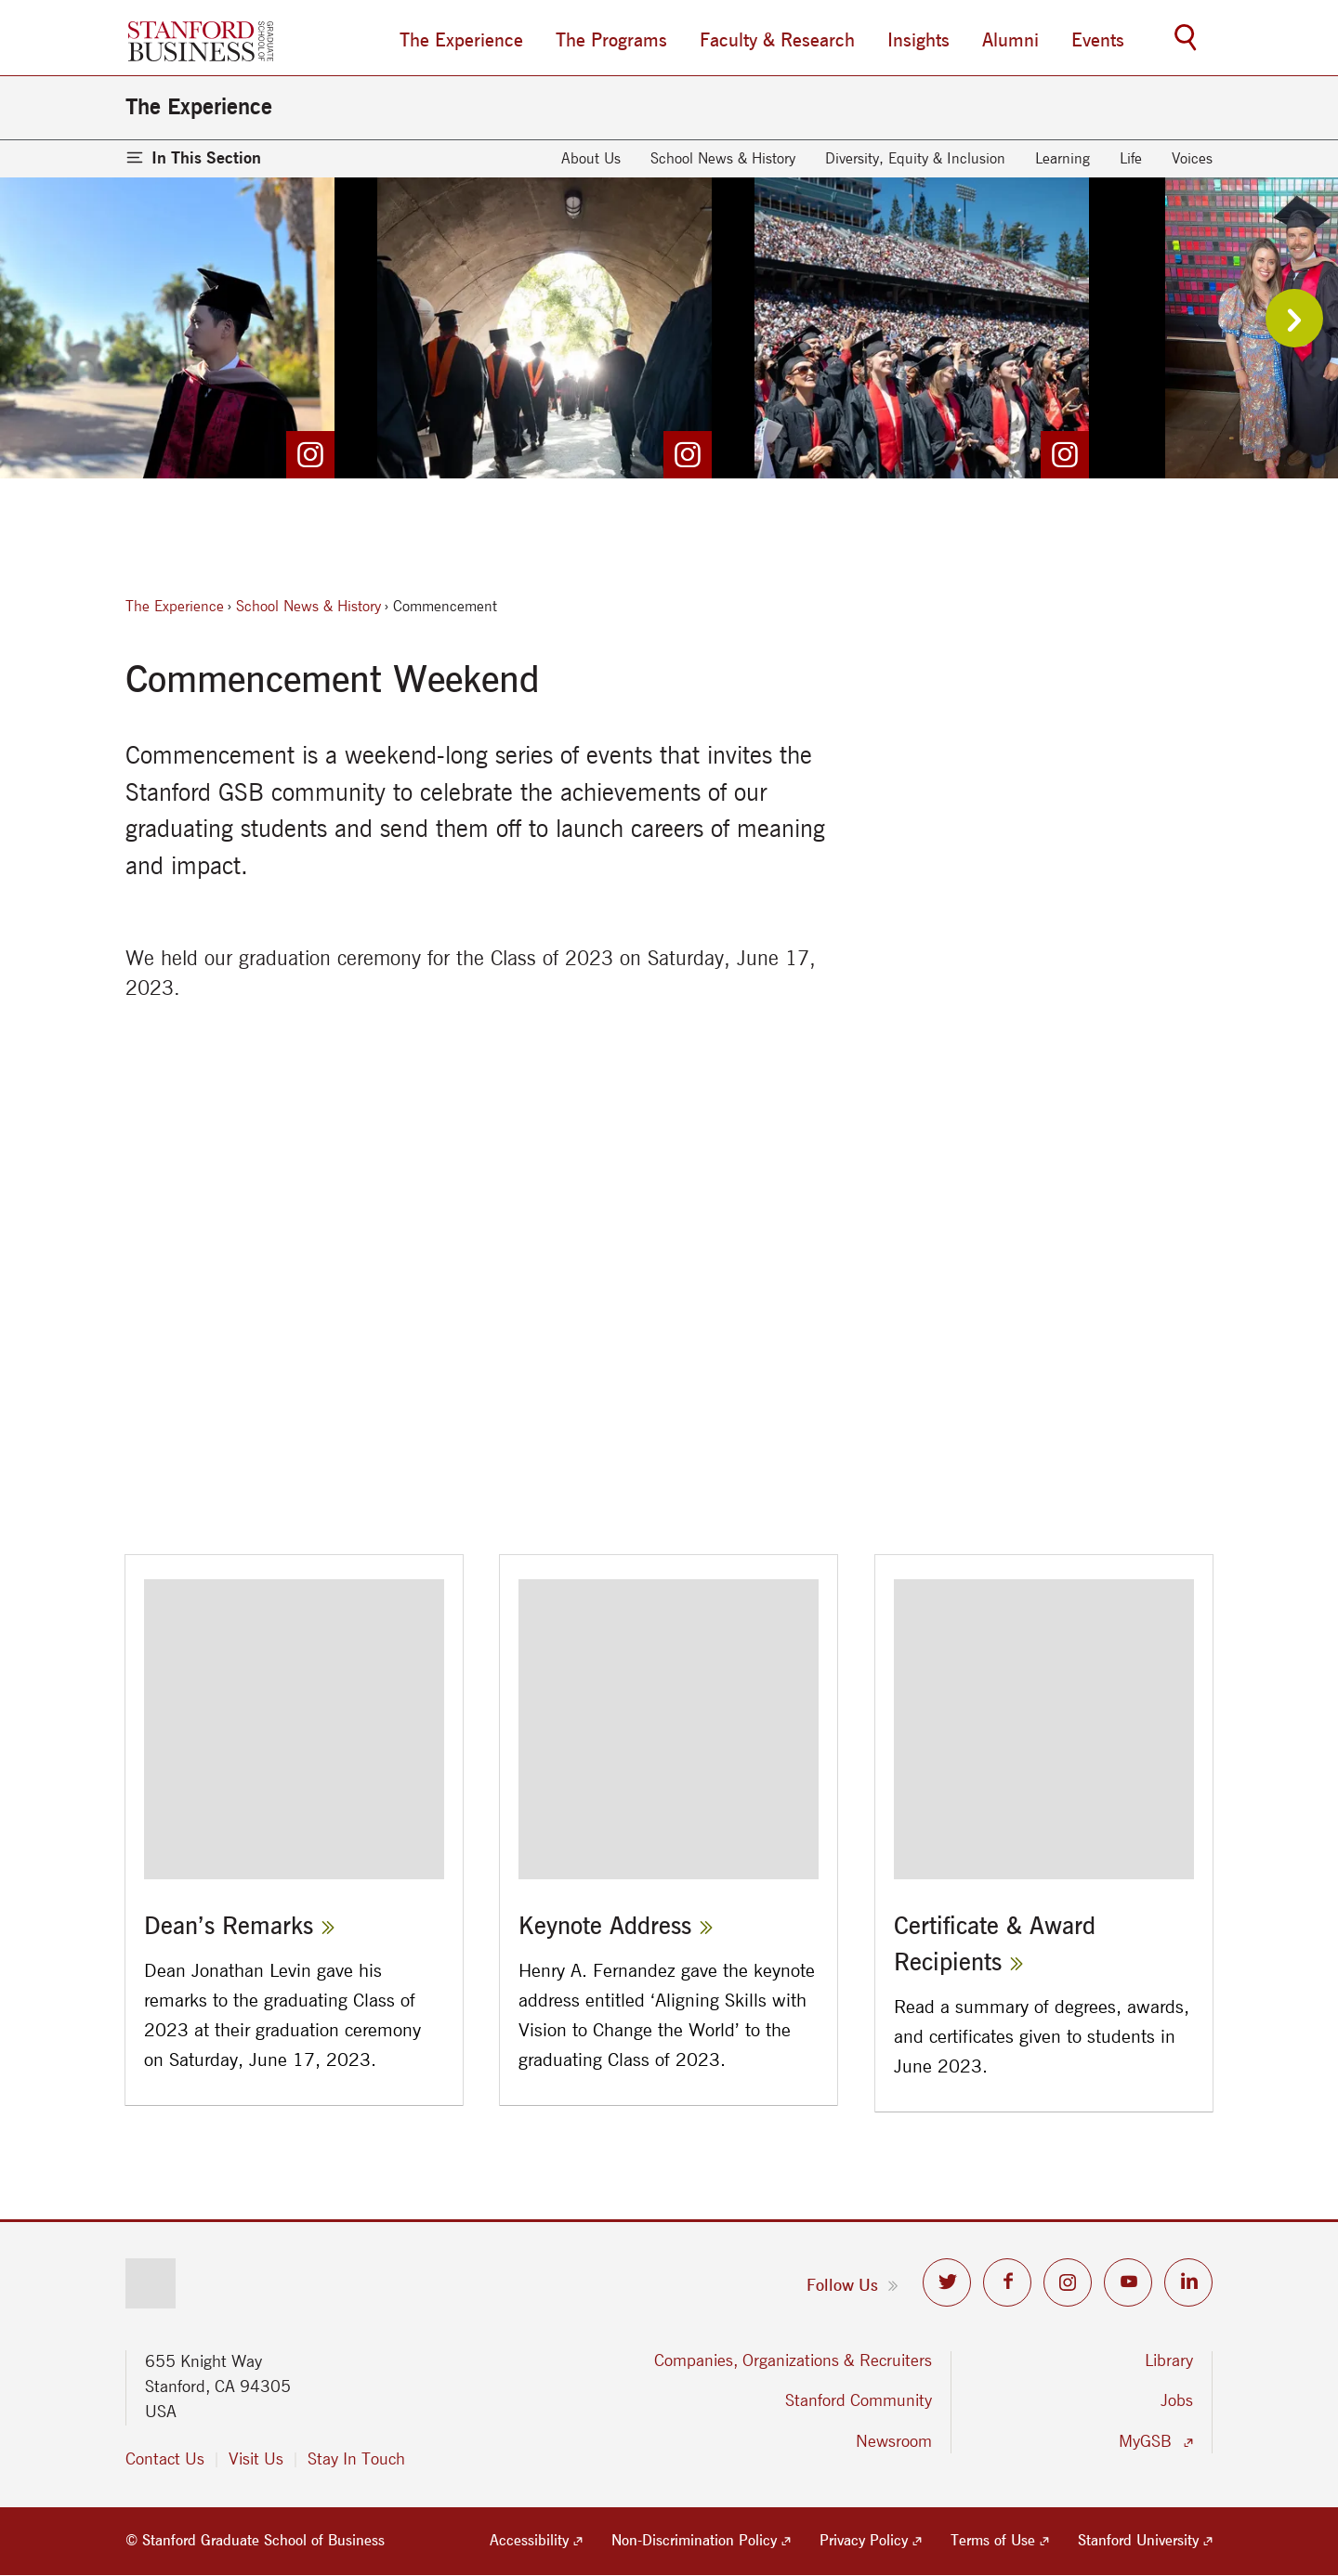 STANFORD
BUSINESS
GRADUATE
SCHOOL OF
The Experience
The Programs
Faculty & Research
Insights
Alumni
Events
The Experience
In This Section
About Us
School News & History
Diversity, Equity & Inclusion
Learning
Life
Voices
The Experience › School News & History › Commencement
Commencement Weekend
Commencement is a weekend-long series of events that invites the
Stanford GSB community to celebrate the achievements of our
graduating students and send them off to launch careers of meaning
and impact.
We held our graduation ceremony for the Class of 2023 on Saturday, June 17,
2023.
Dean’s Remarks
Dean Jonathan Levin gave his
remarks to the graduating Class of
2023 at their graduation ceremony
on Saturday, June 17, 2023.
Keynote Address
Henry A. Fernandez gave the keynote
address entitled ‘Aligning Skills with
Vision to Change the World’ to the
graduating Class of 2023.
Certificate & Award
Recipients
Read a summary of degrees, awards,
and certificates given to students in
June 2023.
Follow Us
655 Knight Way
Stanford, CA 94305
USA
Contact Us
Visit Us
Stay In Touch
Companies, Organizations & Recruiters
Stanford Community
Newsroom
Library
Jobs
MyGSB
© Stanford Graduate School of Business
Accessibility
Non-Discrimination Policy
Privacy Policy
Terms of Use
Stanford University